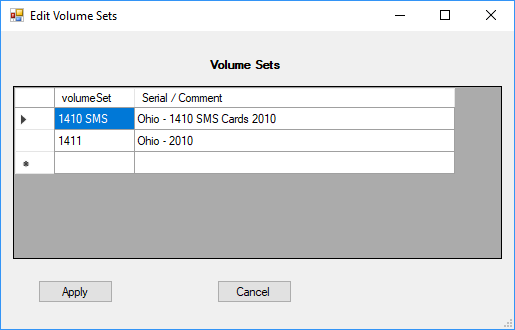 Edit Volume Sets
Volume Sets
volumeSet Serial / Comment
1410 SMS Ohio - 1410 SMS Cards 2010
1411 Ohio - 2010
Apply Cancel